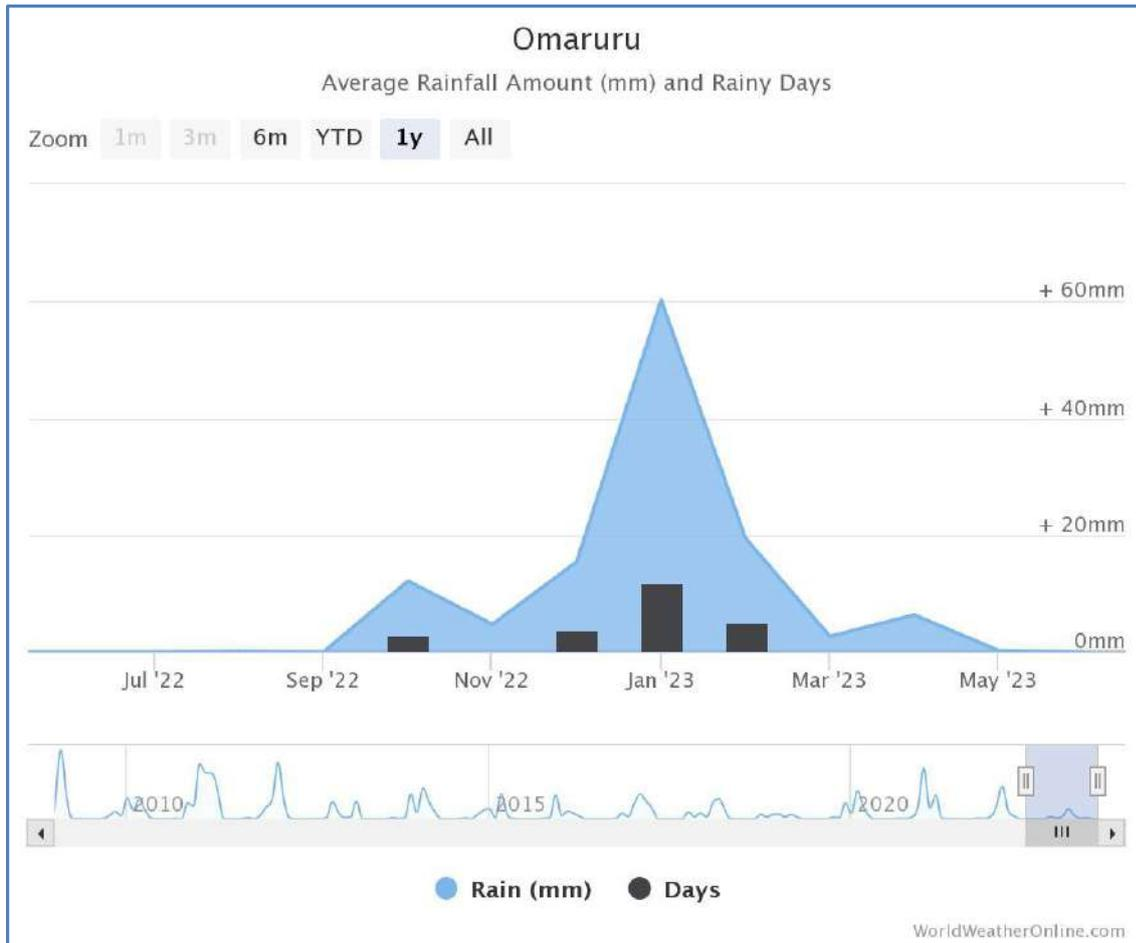 Omaruru
Average Rainfall Amount (mm) and Rainy Days
Zoom 1m 3m 6m YTD 1y All
+ 60mm
+ 40mm
+ 20mm
0mm
Jul '22 Sep '22 Nov '22 Jan '23 Mar '23 May '23
2010 2015 2020
Rain (mm) Days
WorldWeatherOnline.com